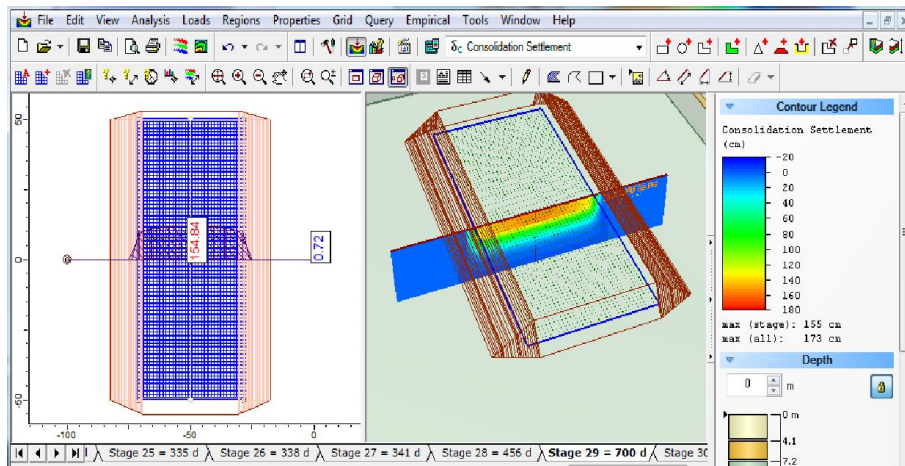 File Edit View Analysis Loads Regions Properties Grid Query Empirical Tools Window Help
δc Consolidation Settlement
Contour Legend
Consolidation Settlement
(cm)
-20
0
20
40
60
80
100
120
140
160
180
max (stage): 155 cm
max (all): 173 cm
Depth
0 m
0 m
4.1
7.2
50
0
-50
154.84
0.72
-100
-50
0
Stage 25 = 335 d
Stage 26 = 338 d
Stage 27 = 341 d
Stage 28 = 456 d
Stage 29 = 700 d
Stage 30